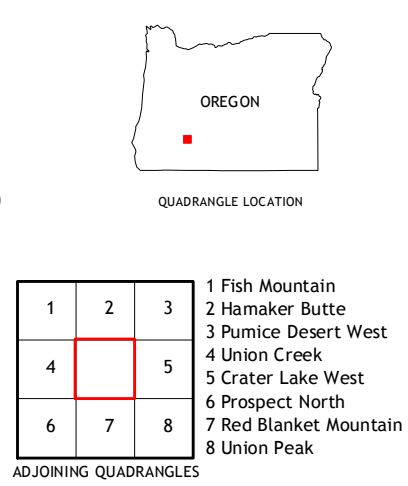 OREGON
QUADRANGLE LOCATION
1 2 3
4 5
6 7 8
1 Fish Mountain
2 Hamaker Butte
3 Pumice Desert West
4 Union Creek
5 Crater Lake West
6 Prospect North
7 Red Blanket Mountain
8 Union Peak
ADJOINING QUADRANGLES